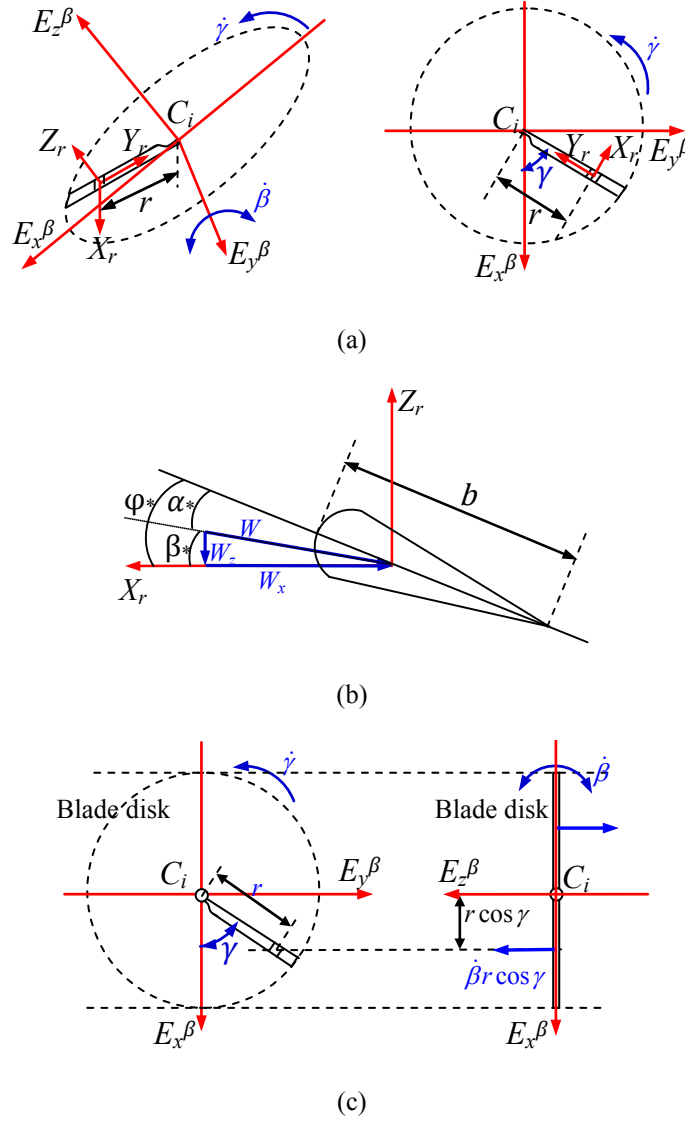 E_z^β
γ̇
C_i
Z_r
Y_r
r
E_x^β
X_r
β̇
E_y^β
γ̇
C_i
Y_r
X_r
E_y^β
γ
r
E_x^β
(a)
Z_r
φ*
α*
W
b
β*
W_z
X_r
W_x
(b)
γ̇
Blade disk
C_i
r
E_y^β
γ
E_x^β
β̇
Blade disk
E_z^β
C_i
r cos γ
β̇r cos γ
E_x^β
(c)